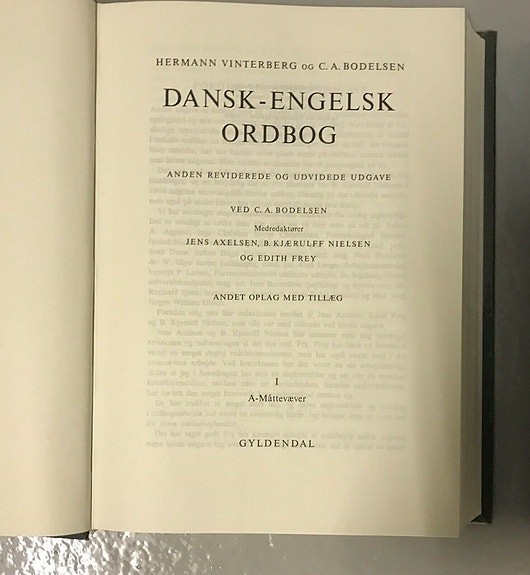 HERMANN VINTERBERG OG C. A. BODELSEN
DANSK-ENGELSK
ORDBOG
ANDEN REVIDEREDE OG UDVIDEDE UDGAVE
VED C. A. BODELSEN
Medredaktører
JENS AXELSEN, B. KJÆRULFF NIELSEN
OG EDITH FREY
ANDET OPLAG MED TILLÆG
I
A-Måttevæver
GYLDENDAL